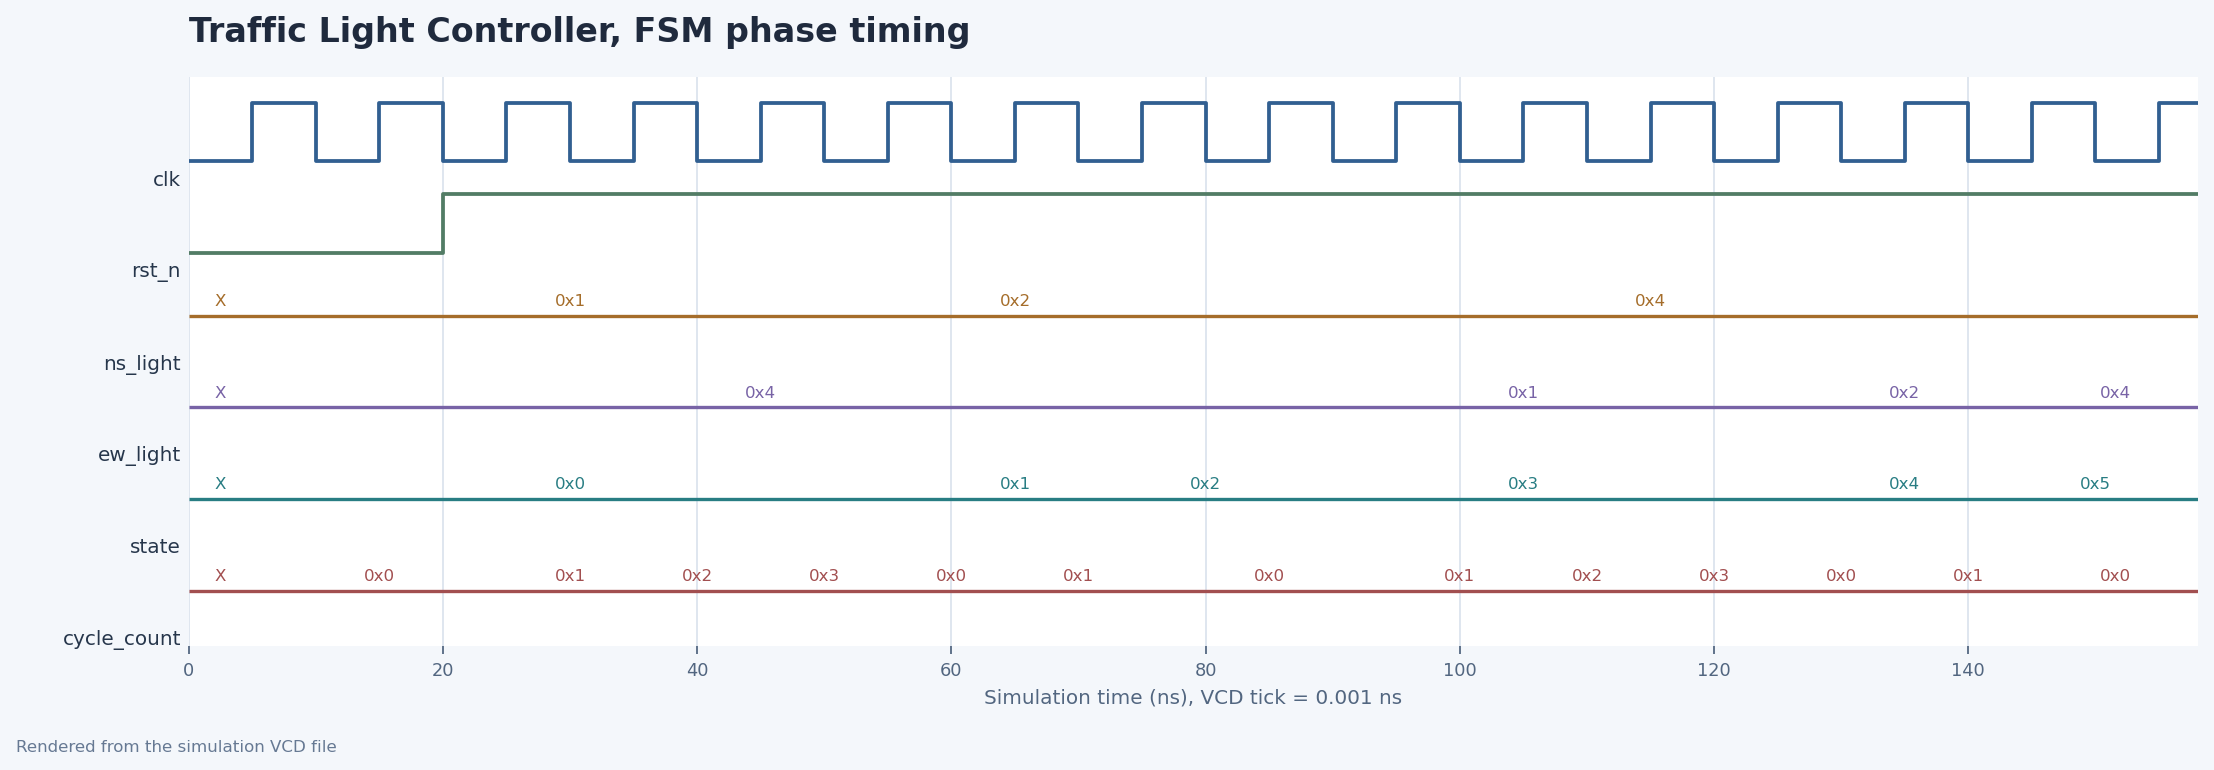 Traffic Light Controller, FSM phase timing
clk
rst_n
X 0x1 0x2 0x4
ns_light
X 0x4 0x1 0x2 0x4
ew_light
X 0x0 0x1 0x2 0x3 0x4 0x5
state
X 0x0 0x1 0x2 0x3 0x0 0x1 0x0 0x1 0x2 0x3 0x0 0x1 0x0
cycle_count
0 20 40 60 80 100 120 140
Simulation time (ns), VCD tick = 0.001 ns
Rendered from the simulation VCD file